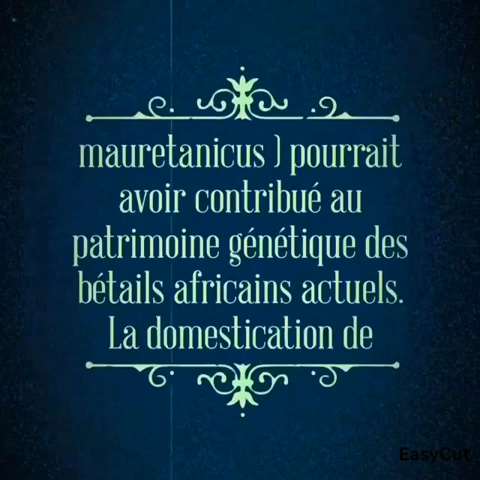 mauretanicus ) pourrait
avoir contribué au
patrimoine génétique des
bétails africains actuels.
La domestication de
EasyCut